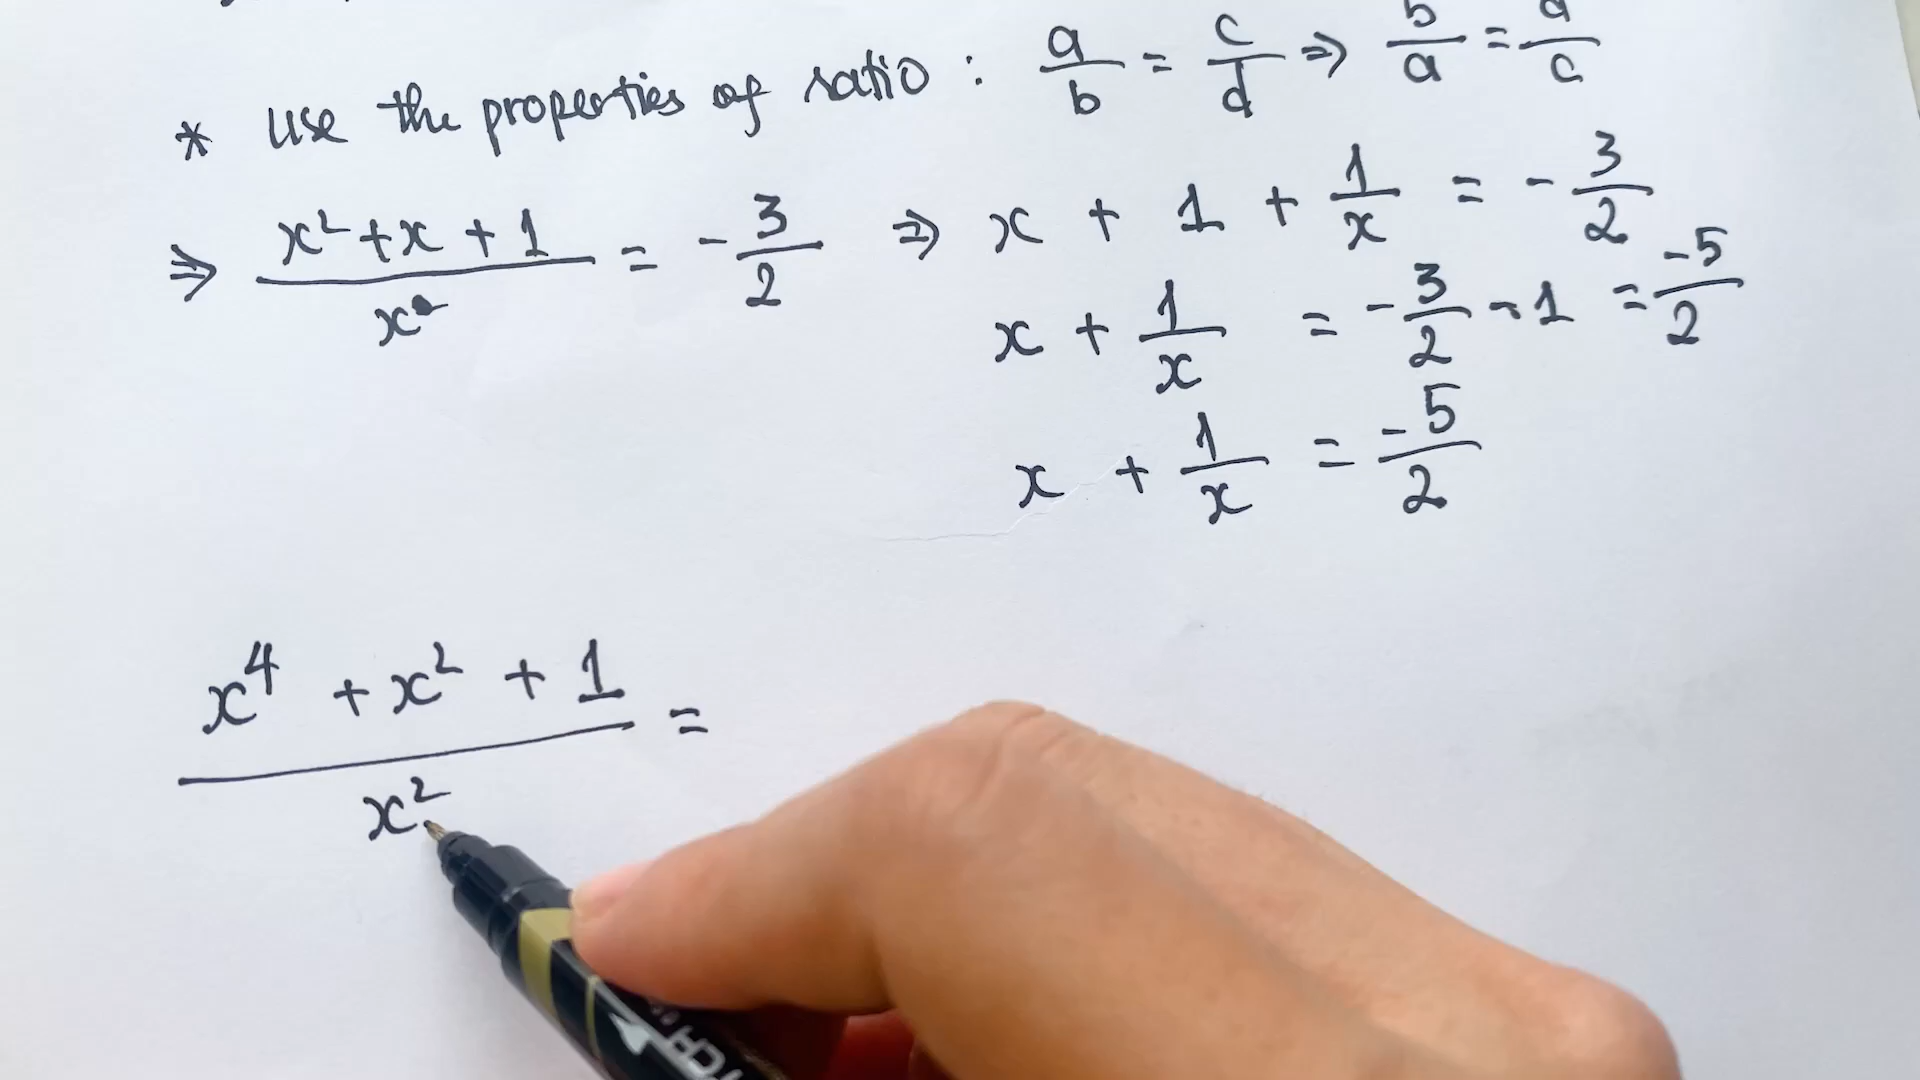 * Use the properties of ratio : a/b = c/d ⇒ b/a = d/c
⇒ (x² + x + 1)/x = -3/2 ⇒ x + 1 + 1/x = -3/2
x + 1/x = -3/2 - 1 = -5/2
x + 1/x = -5/2
(x⁴ + x² + 1)/x² =